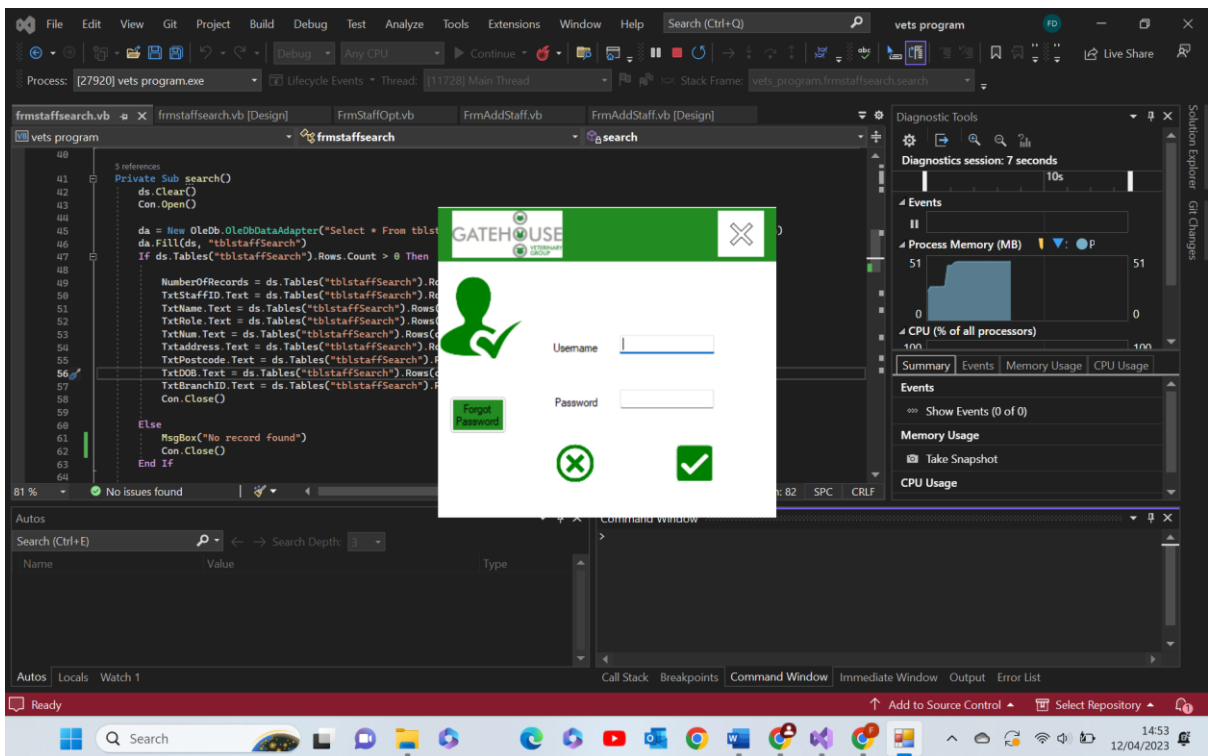 File Edit View Git Project Build Debug Test Analyze Tools Extensions Window Help Search (Ctrl+Q) vets program FD
Debug Any CPU Continue Live Share
Process: [27920] vets program.exe Lifecycle Events Thread: [11728] Main Thread Stack Frame: vets_program.frmstaffsearch.search
frmstaffsearch.vb frmstaffsearch.vb [Design] FrmStaffOpt.vb FrmAddStaff.vb FrmAddStaff.vb [Design]
vets program frmstaffsearch search
40
5 references
41 Private Sub search()
42 ds.Clear()
43 Con.Open()
44
45 da = New OleDb.OleDbDataAdapter("Select * From tblst )
46 da.Fill(ds, "tblstaffSearch")
47 If ds.Tables("tblstaffSearch").Rows.Count > 0 Then
48
49 NumberOfRecords = ds.Tables("tblstaffSearch").Ro
50 TxtStaffID.Text = ds.Tables("tblstaffSearch").Ro
51 TxtName.Text = ds.Tables("tblstaffSearch").Rows(
52 TxtRole.Text = ds.Tables("tblstaffSearch").Rows(
53 TxtNum.Text = ds.Tables("tblstaffSearch").Rows(c
54 Txtaddress.Text = ds.Tables("tblstaffSearch").Ro
55 TxtPostcode.Text = ds.Tables("tblstaffSearch").R
56 TxtDOB.Text = ds.Tables("tblstaffSearch").Rows(c
57 TxtBranchID.Text = ds.Tables("tblstaffSearch").R
58 Con.Close()
59
60 Else
61 MsgBox("No record found")
62 Con.Close()
63 End If
64
81 % No issues found : 82 SPC CRLF
GATEHOUSE
VETERINARY
GROUP
Username
Password
Forgot
Password
Diagnostic Tools
Diagnostics session: 7 seconds
10s
Events
Process Memory (MB) P
51 51
0 0
CPU (% of all processors)
100 100
Summary Events Memory Usage CPU Usage
Events
Show Events (0 of 0)
Memory Usage
Take Snapshot
CPU Usage
Solution Explorer
Git Changes
Autos
Search (Ctrl+E) Search Depth: 3
Name Value Type
Command Window
>
Autos Locals Watch 1
Call Stack Breakpoints Command Window Immediate Window Output Error List
Ready Add to Source Control Select Repository
Search 14:53
12/04/2023